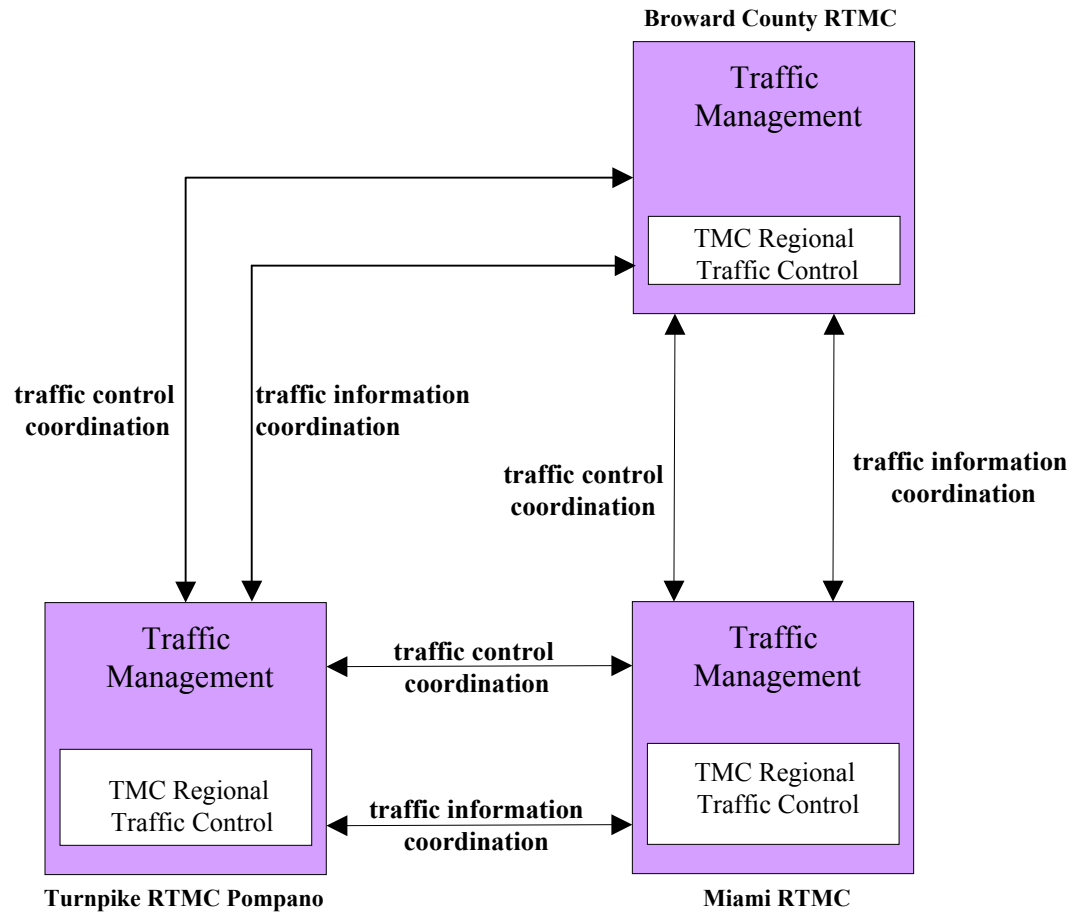 Broward County RTMC
Traffic
Management
TMC Regional
Traffic Control
traffic control
coordination
traffic information
coordination
traffic control
coordination
traffic information
coordination
Traffic
Management
TMC Regional
Traffic Control
Turnpike RTMC Pompano
traffic control
coordination
traffic information
coordination
Traffic
Management
TMC Regional
Traffic Control
Miami RTMC